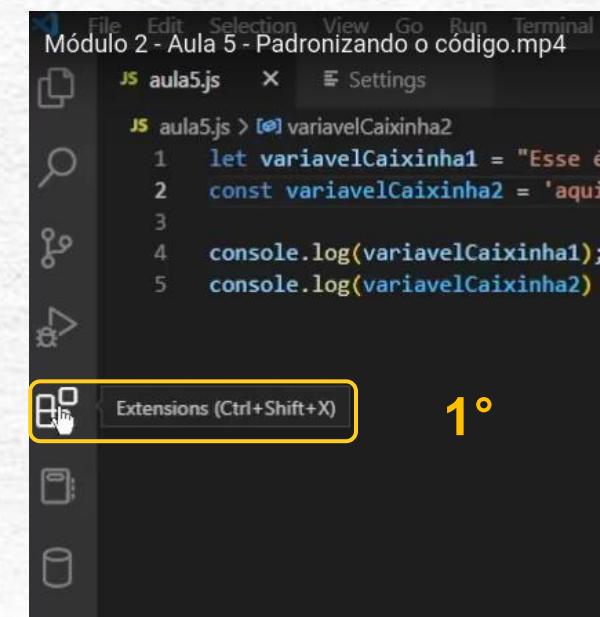 File Edit Selection View Go Run Terminal
Módulo 2 - Aula 5 - Padronizando o código.mp4
JS aula5.js × Settings
JS aula5.js > variavelCaixinha2
1 let variavelCaixinha1 = "Esse é
2 const variavelCaixinha2 = 'aqui
3
4 console.log(variavelCaixinha1);
5 console.log(variavelCaixinha2)
Extensions (Ctrl+Shift+X)
1°